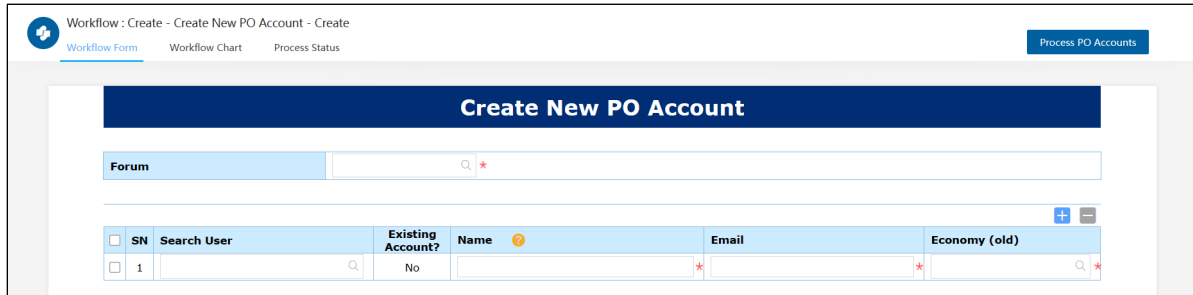 Workflow : Create - Create New PO Account - Create
Workflow Form Workflow Chart Process Status
Process PO Accounts
Create New PO Account
Forum *
SN Search User Existing Account? Name ? Email Economy (old)
1 No * * *